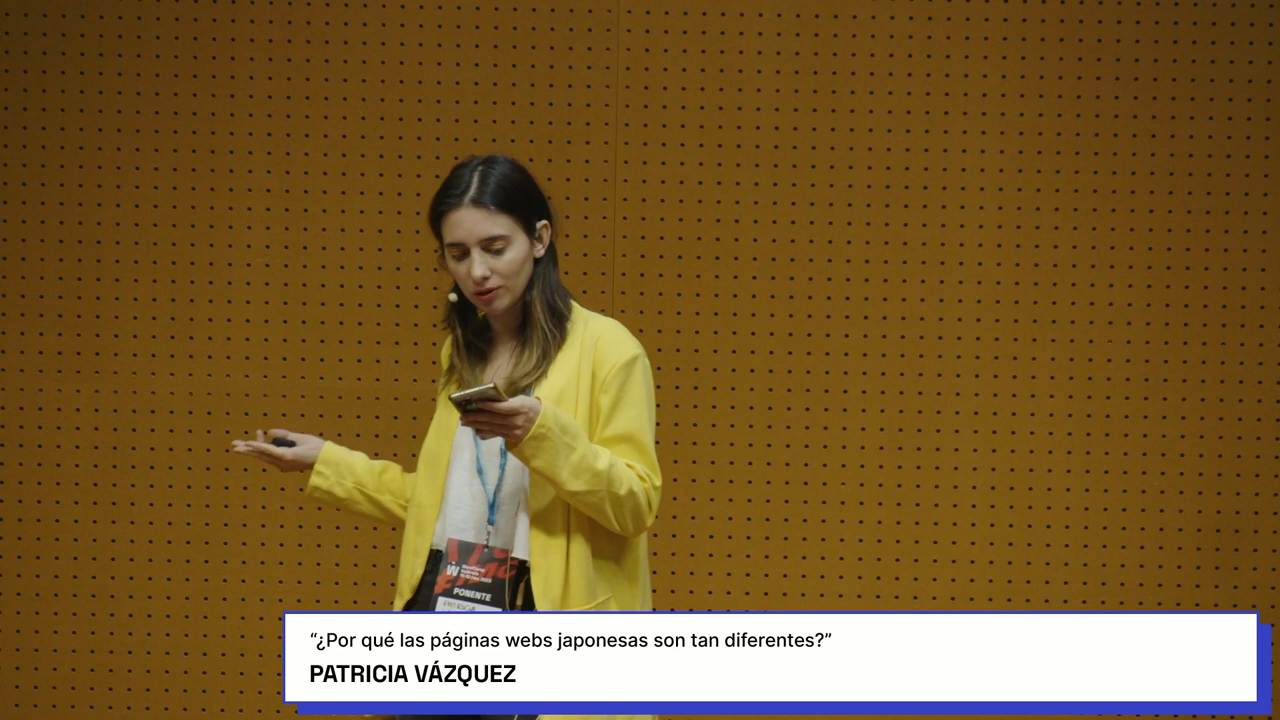 PONENTE
“¿Por qué las páginas webs japonesas son tan diferentes?”
PATRICIA VÁZQUEZ